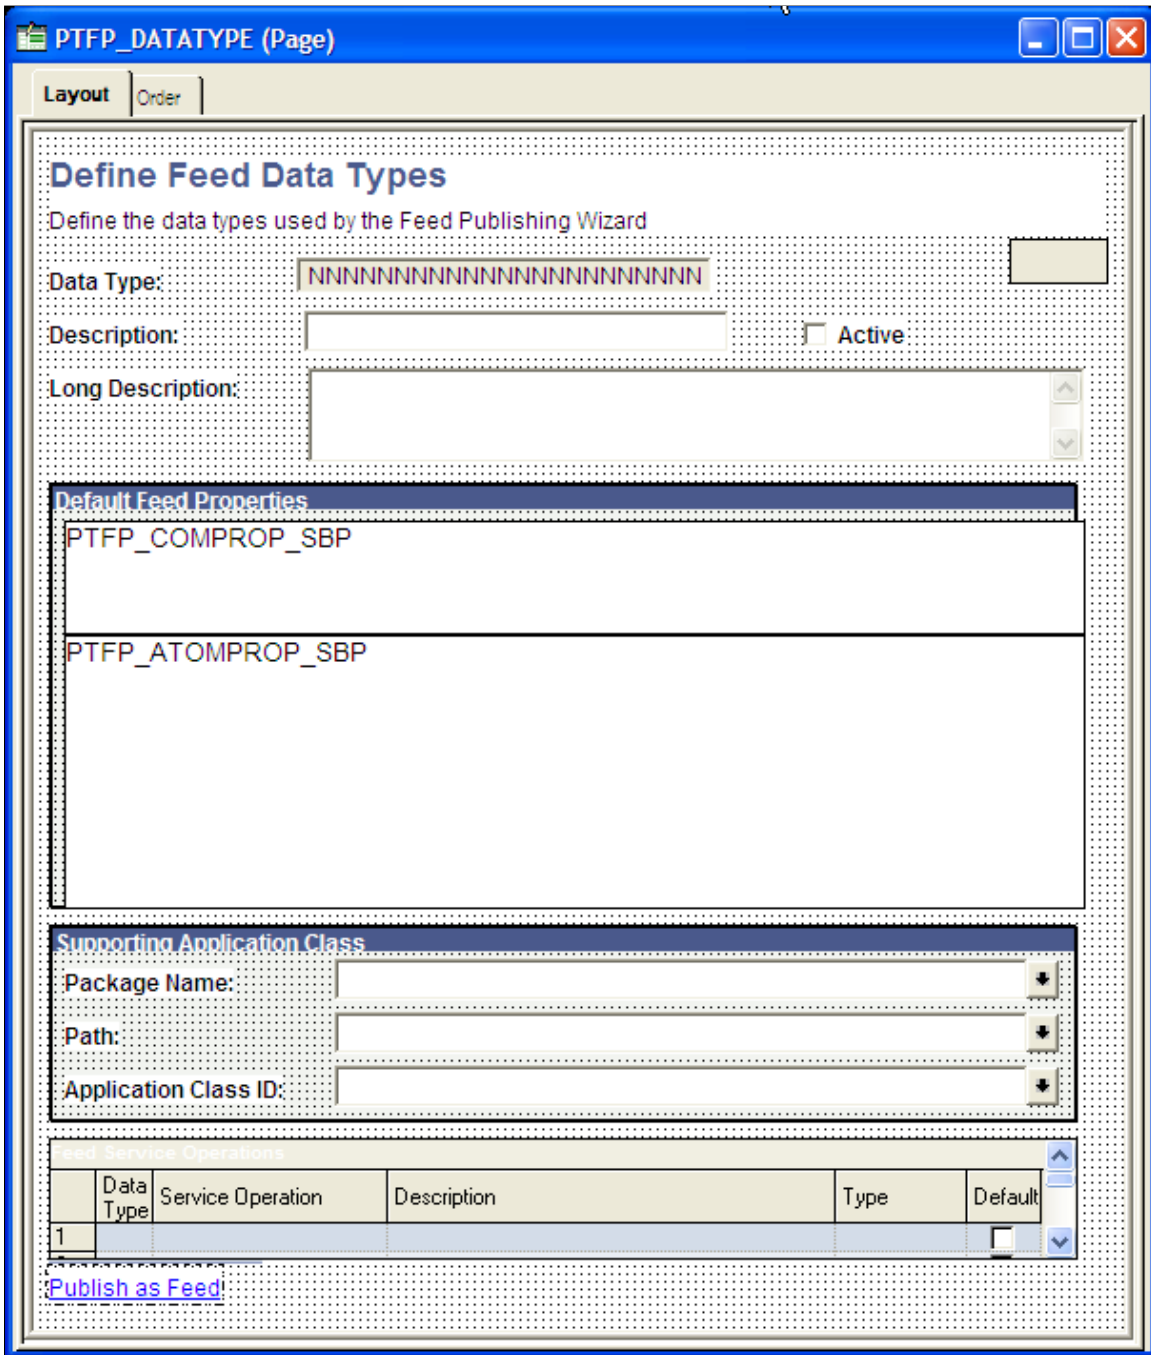 PTFP_DATATYPE (Page)
Layout Order
Define Feed Data Types
Define the data types used by the Feed Publishing Wizard
Data Type: NNNNNNNNNNNNNNNNNNNNNN
Description: Active
Long Description:
Default Feed Properties
PTFP_COMPROP_SBP
PTFP_ATOMPROP_SBP
Supporting Application Class
Package Name:
Path:
Application Class ID:
Feed Service Operations
Data Type Service Operation Description Type Default
1
Publish as Feed